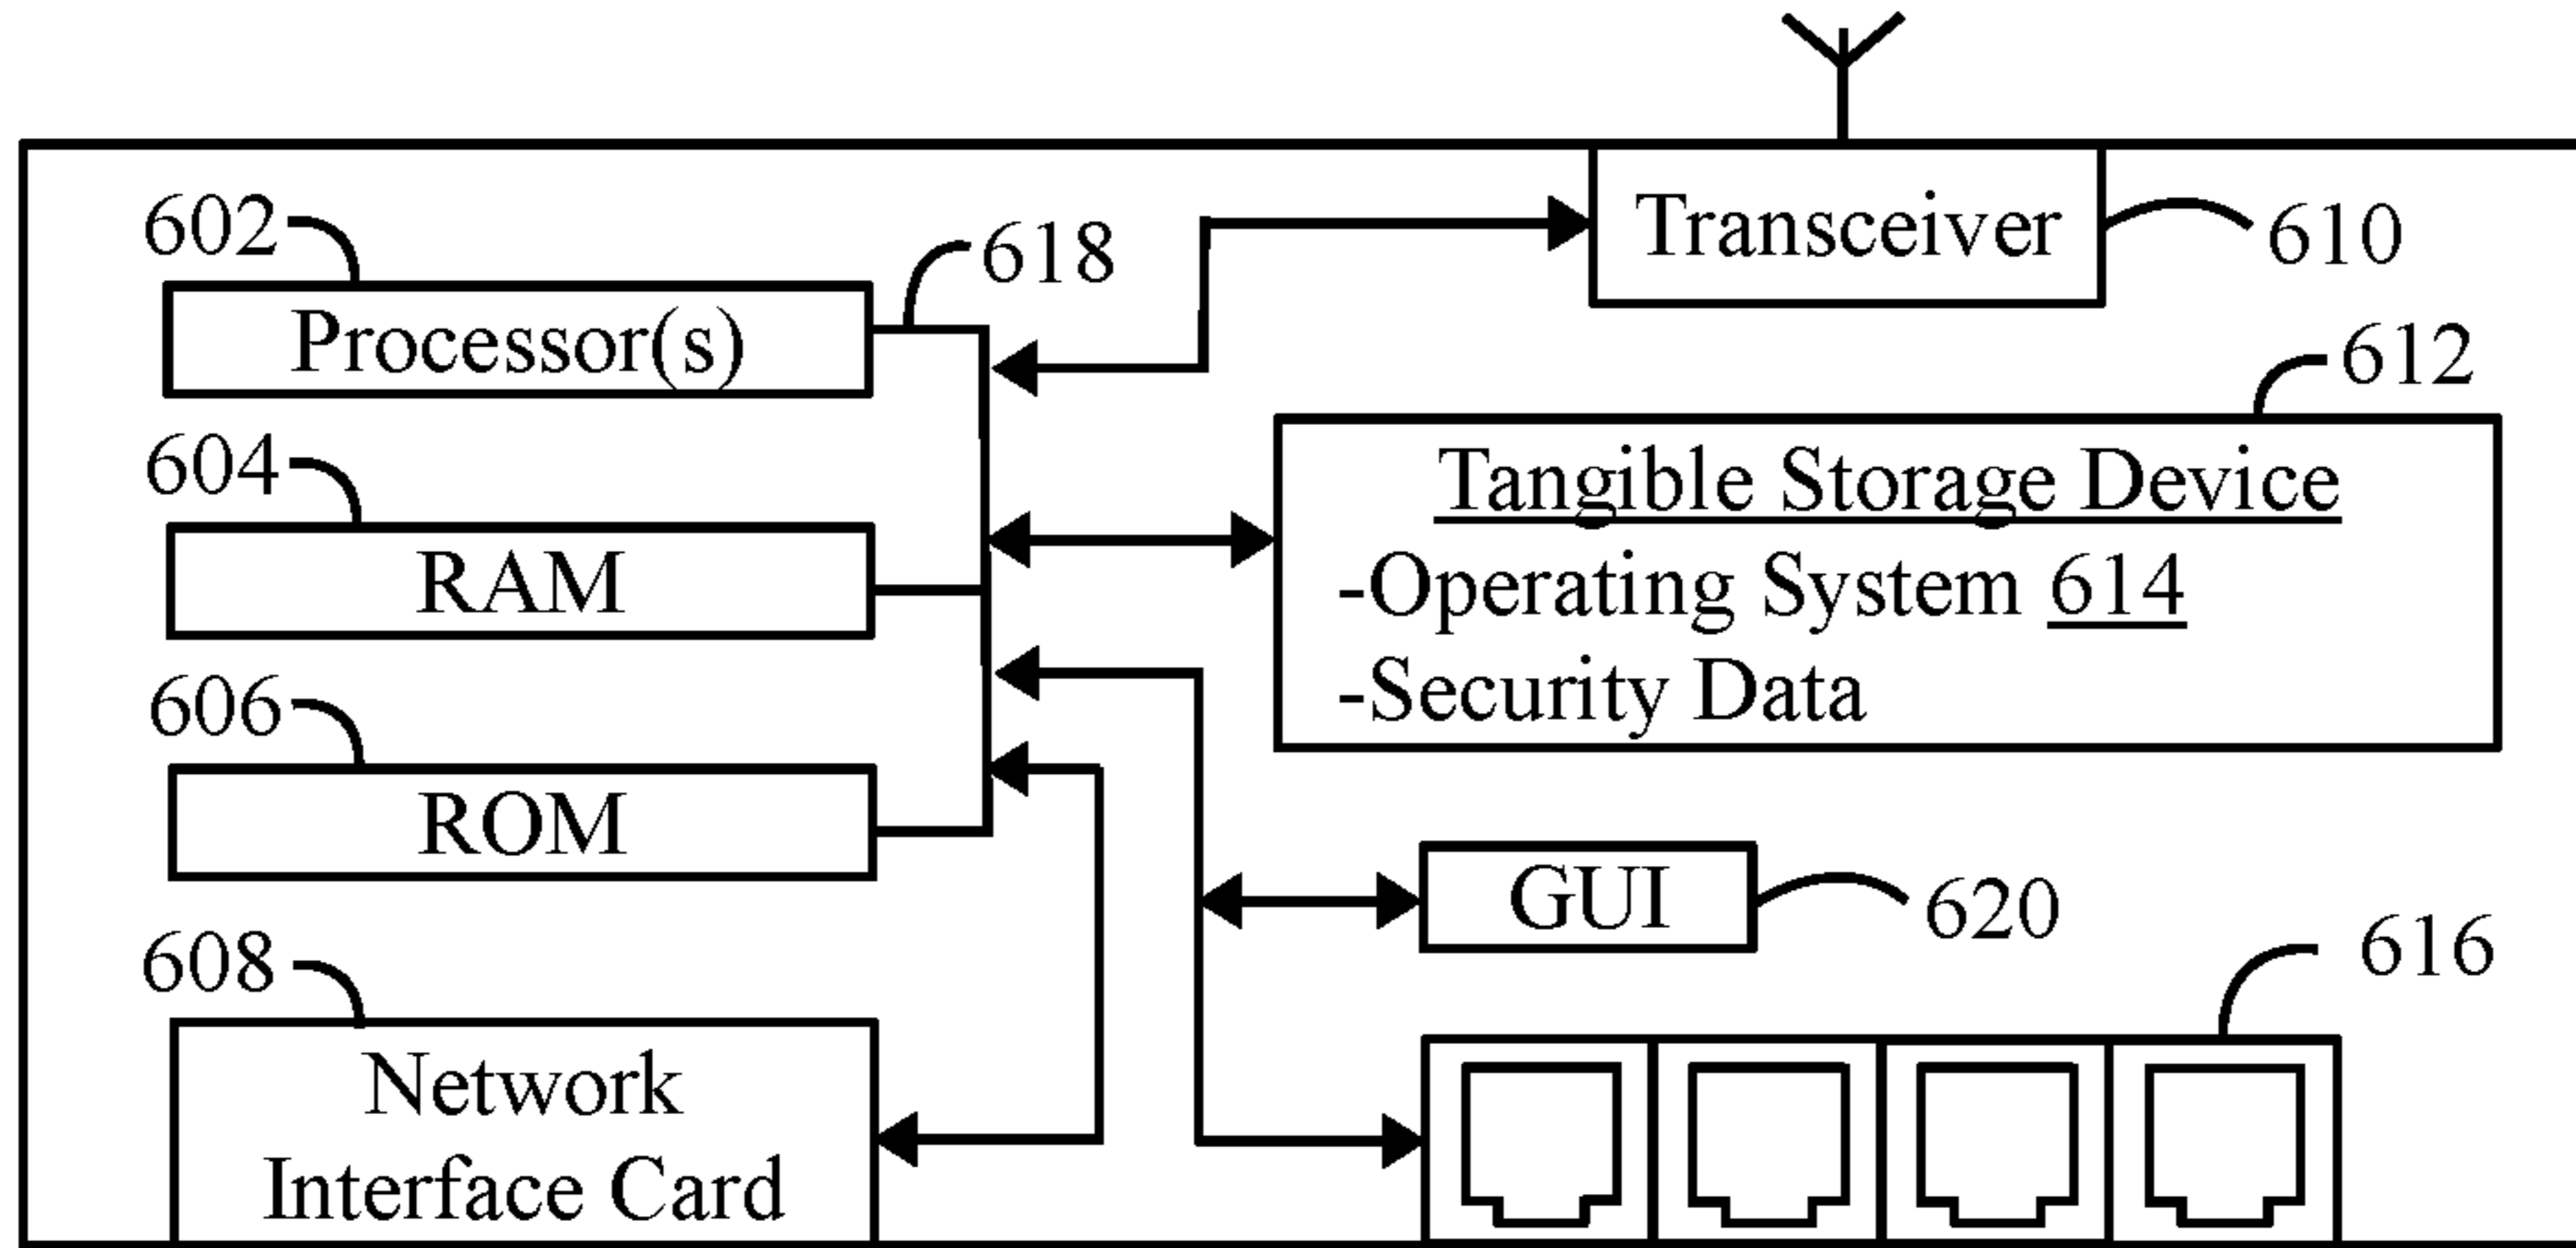 602
618
Transceiver
610
Processor(s)
612
604
Tangible Storage Device
RAM
-Operating System 614
606
-Security Data
ROM
GUI
620
608
616
Network
Interface Card